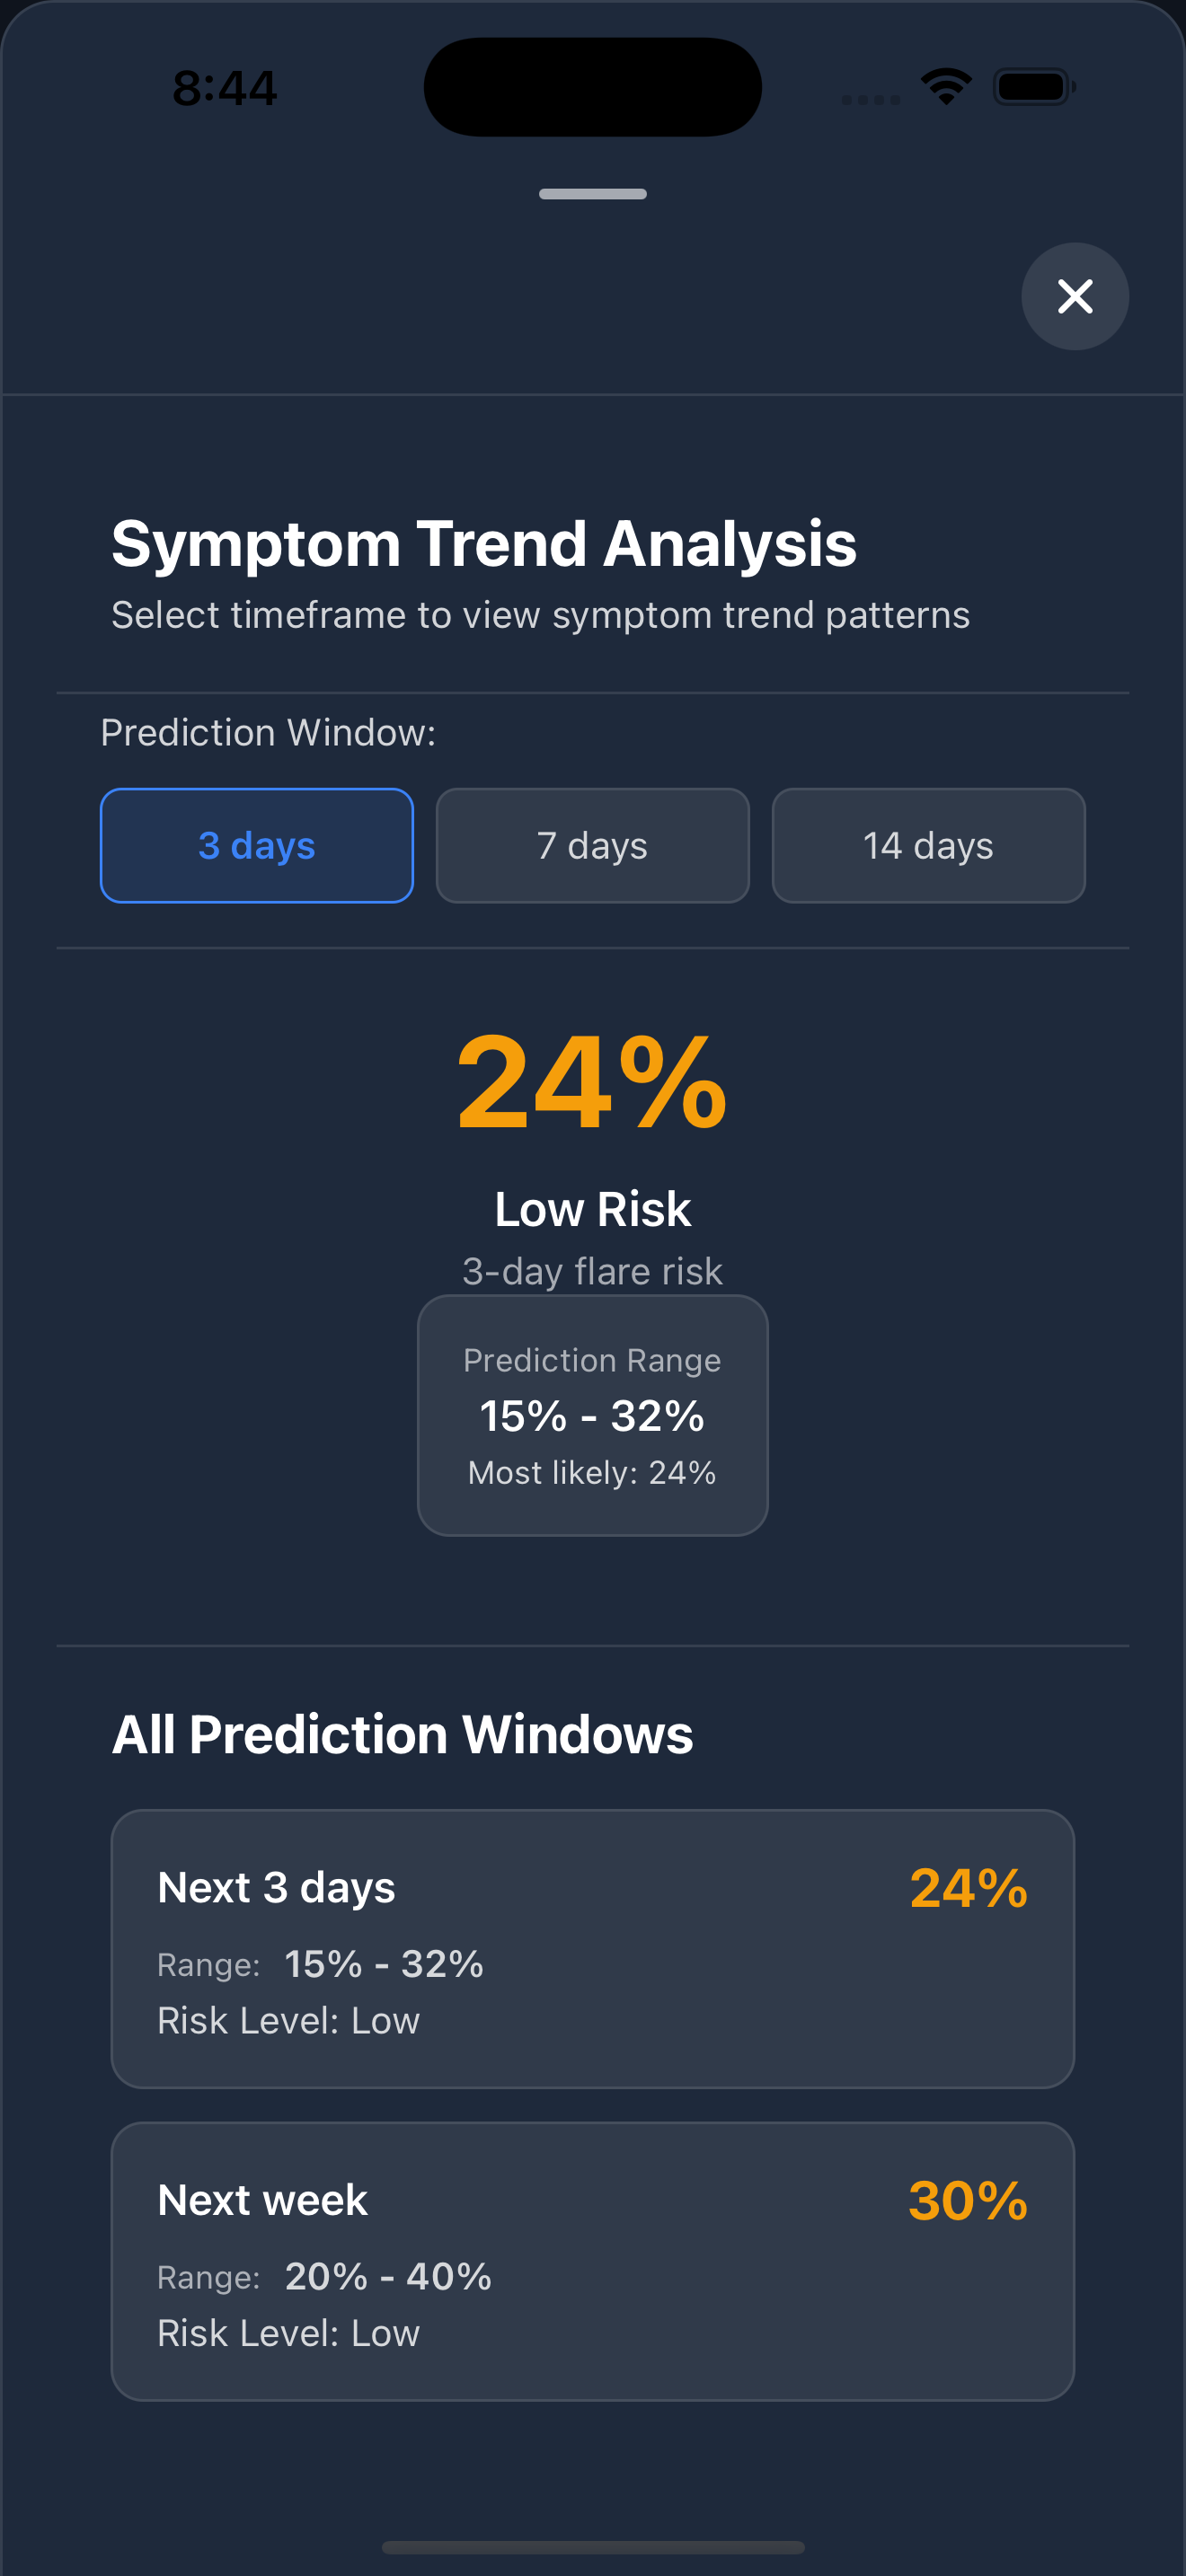 8:44
Symptom Trend Analysis
Select timeframe to view symptom trend patterns
Prediction Window:
3 days
7 days
14 days
24%
Low Risk
3-day flare risk
Prediction Range
15% - 32%
Most likely: 24%
All Prediction Windows
Next 3 days
24%
Range: 15% - 32%
Risk Level: Low
Next week
30%
Range: 20% - 40%
Risk Level: Low